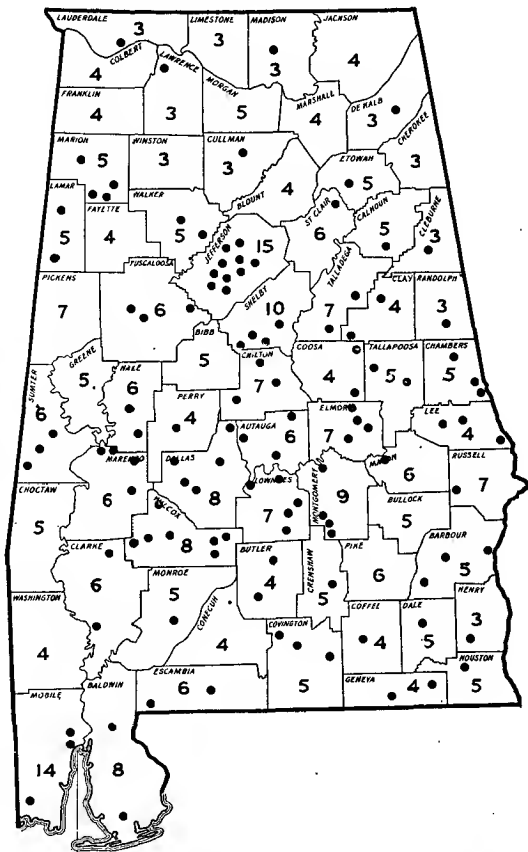 LAUDERDALE
3
LIMESTONE
3
MADISON
3
JACKSON
4
COLBERT
4
LAWRENCE
3
FRANKLIN
4
MORGAN
5
MARSHALL
4
DE KALB
3
CHEROKEE
3
MARION
5
WINSTON
3
CULLMAN
3
BLOUNT
4
ETOWAH
5
LAMAR
5
FAYETTE
4
WALKER
5
JEFFERSON
15
ST CLAIR
6
CALHOUN
5
CLEBURNE
3
PICKENS
7
TUSCALOOSA
6
SHELBY
10
TALLADEGA
7
CLAY
4
RANDOLPH
3
BIBB
5
GREENE
5
HALE
6
SUMTER
6
PERRY
4
CHILTON
7
COOSA
4
TALLAPOOSA
5
CHAMBERS
5
AUTAUGA
6
ELMORE
7
LEE
4
MARENGO
6
DALLAS
8
LOWNDES
7
MONTGOMERY
9
MACON
6
RUSSELL
7
CHOCTAW
5
WILCOX
8
BULLOCK
5
CLARKE
6
MONROE
5
BUTLER
4
CRENSHAW
5
PIKE
6
BARBOUR
5
WASHINGTON
4
CONECUH
4
COVINGTON
5
COFFEE
4
DALE
5
HENRY
3
ESCAMBIA
6
GENEVA
4
HOUSTON
5
MOBILE
14
BALDWIN
8